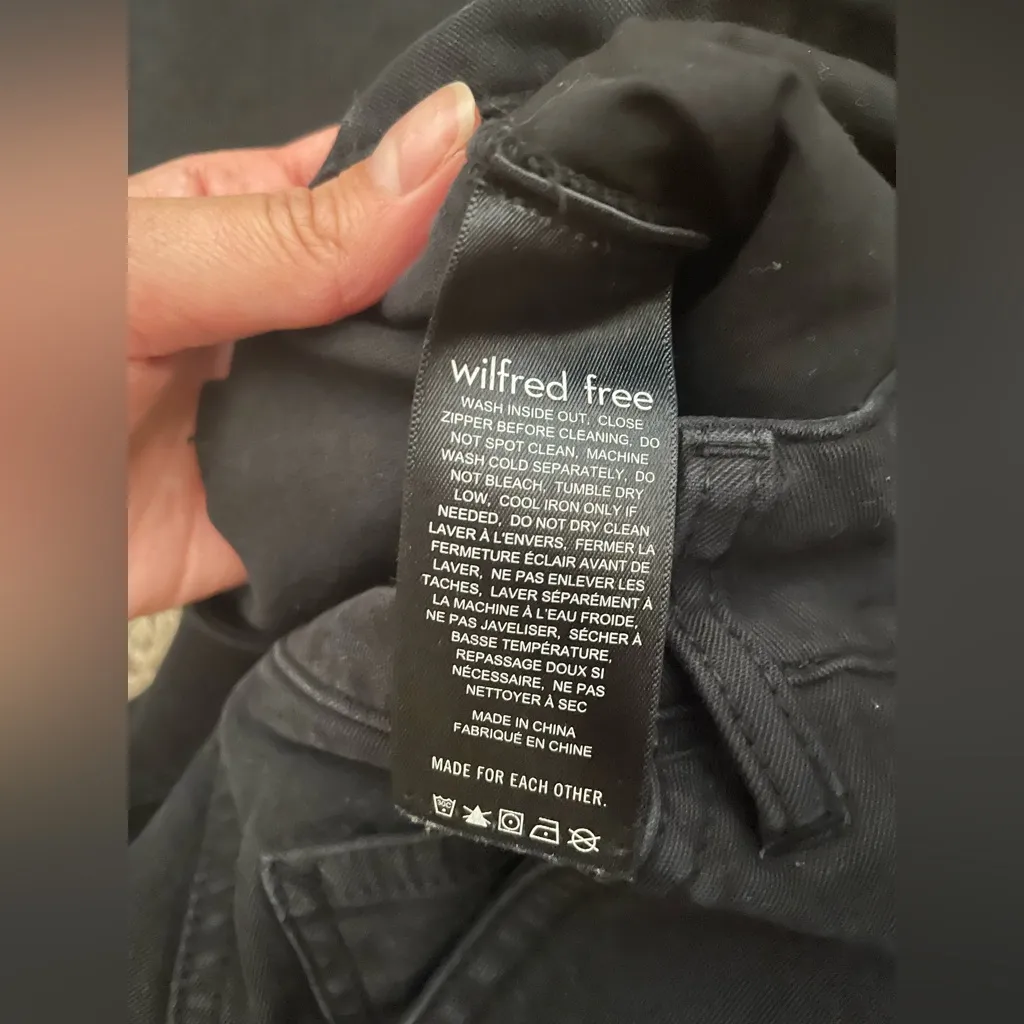 wilfred free
WASH INSIDE OUT, CLOSE
ZIPPER BEFORE CLEANING, DO
NOT SPOT CLEAN, MACHINE
WASH COLD SEPARATELY, DO
NOT BLEACH, TUMBLE DRY
LOW, COOL IRON ONLY IF
NEEDED, DO NOT DRY CLEAN
LAVER À L'ENVERS, FERMER LA
FERMETURE ÉCLAIR AVANT DE
LAVER, NE PAS ENLEVER LES
TACHES, LAVER SÉPARÉMENT À
LA MACHINE À L'EAU FROIDE,
NE PAS JAVELISER, SÉCHER À
BASSE TEMPÉRATURE,
REPASSAGE DOUX SI
NÉCESSAIRE, NE PAS
NETTOYER À SEC
MADE IN CHINA
FABRIQUÉ EN CHINE
MADE FOR EACH OTHER.
30C